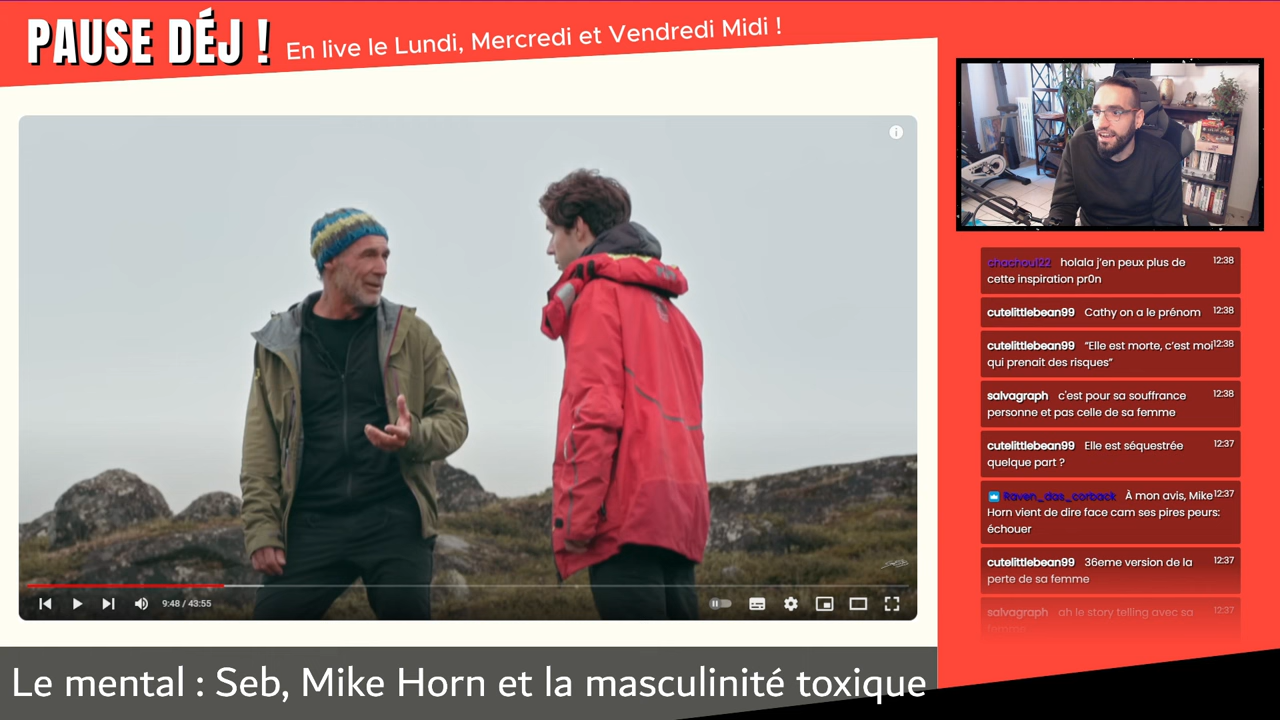 PAUSE DÉJ !
En live le Lundi, Mercredi et Vendredi Midi !
9:48 / 43:55
chachou122 holala j'en peux plus de 12:38
cette inspiration pr0n
cutelittlebean99 Cathy on a le prénom 12:38
cutelittlebean99 “Elle est morte, c’est moi 12:38
qui prenait des risques”
salvagraph c'est pour sa souffrance 12:38
personne et pas celle de sa femme
cutelittlebean99 Elle est séquestrée 12:37
quelque part ?
Raven_das_corback À mon avis, Mike 12:37
Horn vient de dire face cam ses pires peurs:
échouer
cutelittlebean99 36eme version de la 12:37
perte de sa femme
salvagraph ah le story telling avec sa 12:37
Le mental : Seb, Mike Horn et la masculinité toxique